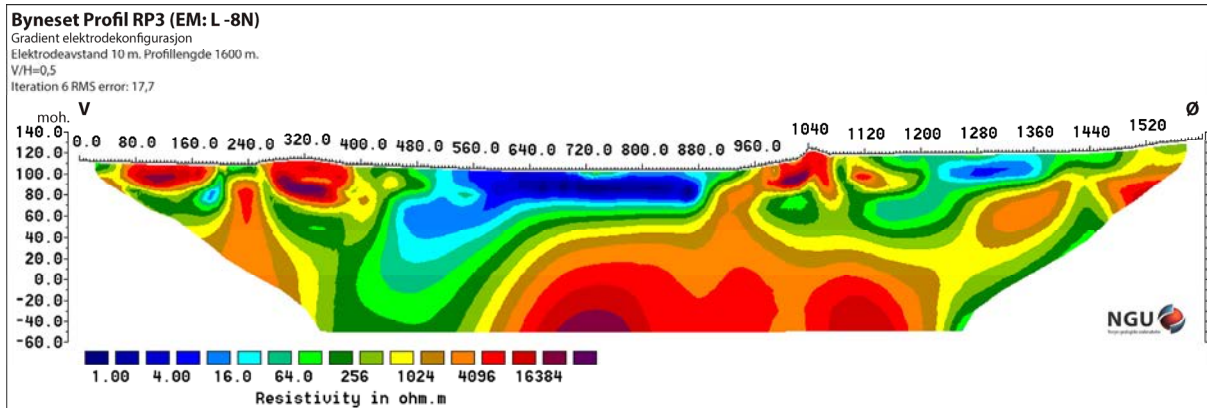 Byneset Profil RP3 (EM: L -8N)
Gradient elektrodekonfigurasjon
Elektrodeavstand 10 m. Profillengde 1600 m.
V/H=0,5
Iteration 6 RMS error: 17,7
V
Ø
moh.
0.0 80.0 160.0 240.0 320.0 400.0 480.0 560.0 640.0 720.0 800.0 880.0 960.0 1040 1120 1200 1280 1360 1440 1520
140.0
120.0
100.0
80.0
60.0
40.0
20.0
0.0
-20.0
-40.0
-60.0
NGU
1.00 4.00 16.0 64.0 256 1024 4096 16384
Resistivity in ohm.m